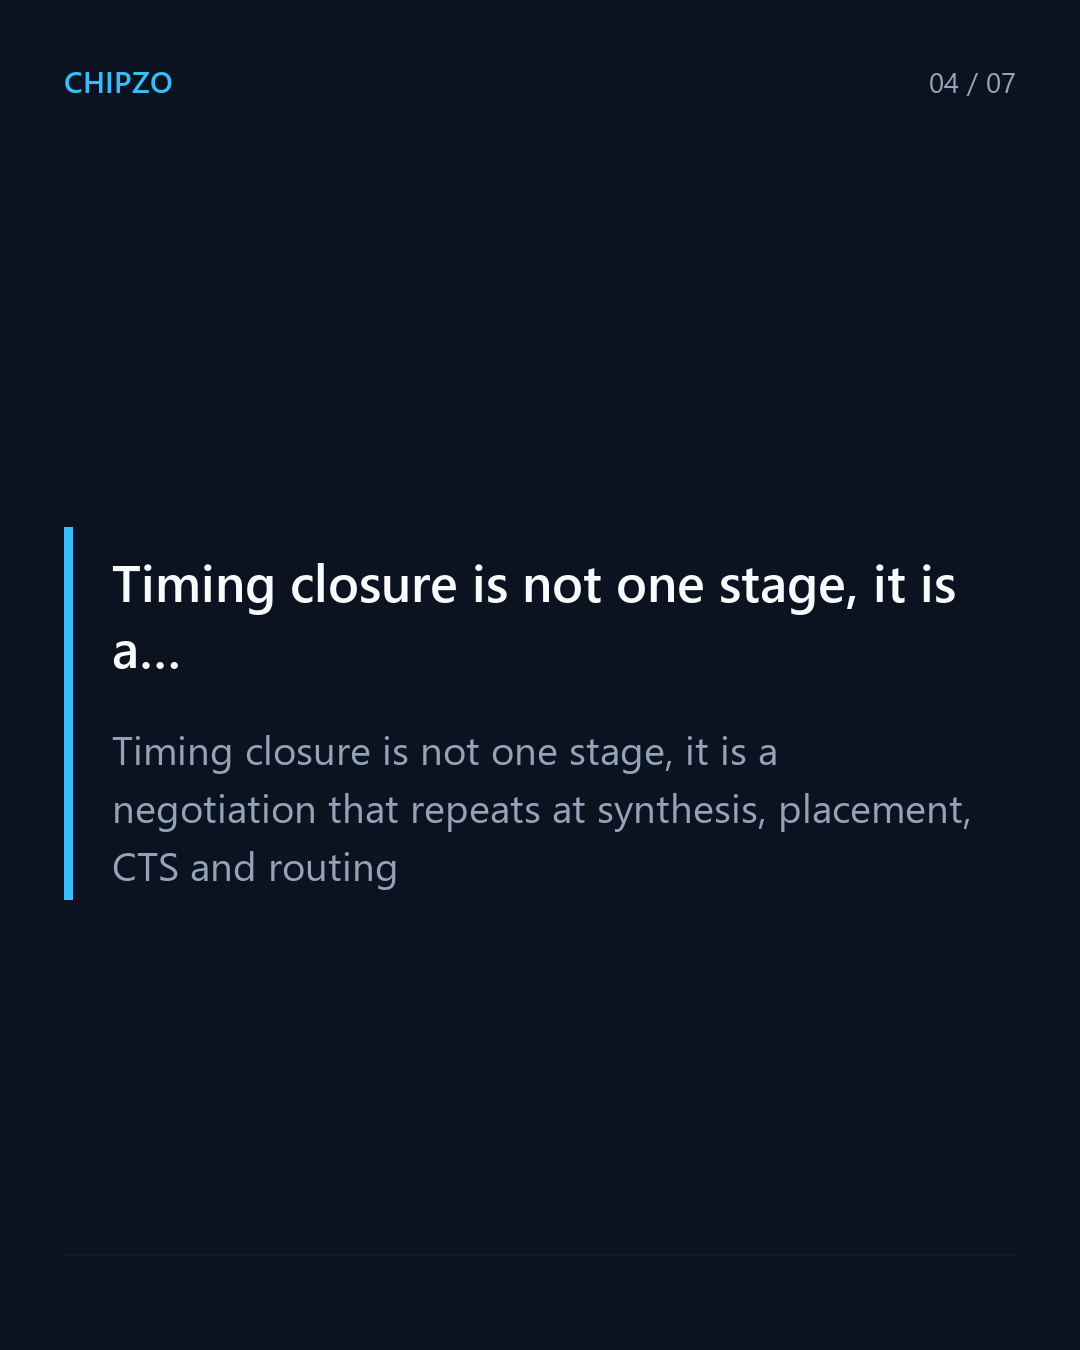 CHIPZO
04 / 07
Timing closure is not one stage, it is
a...
Timing closure is not one stage, it is a
negotiation that repeats at synthesis, placement,
CTS and routing